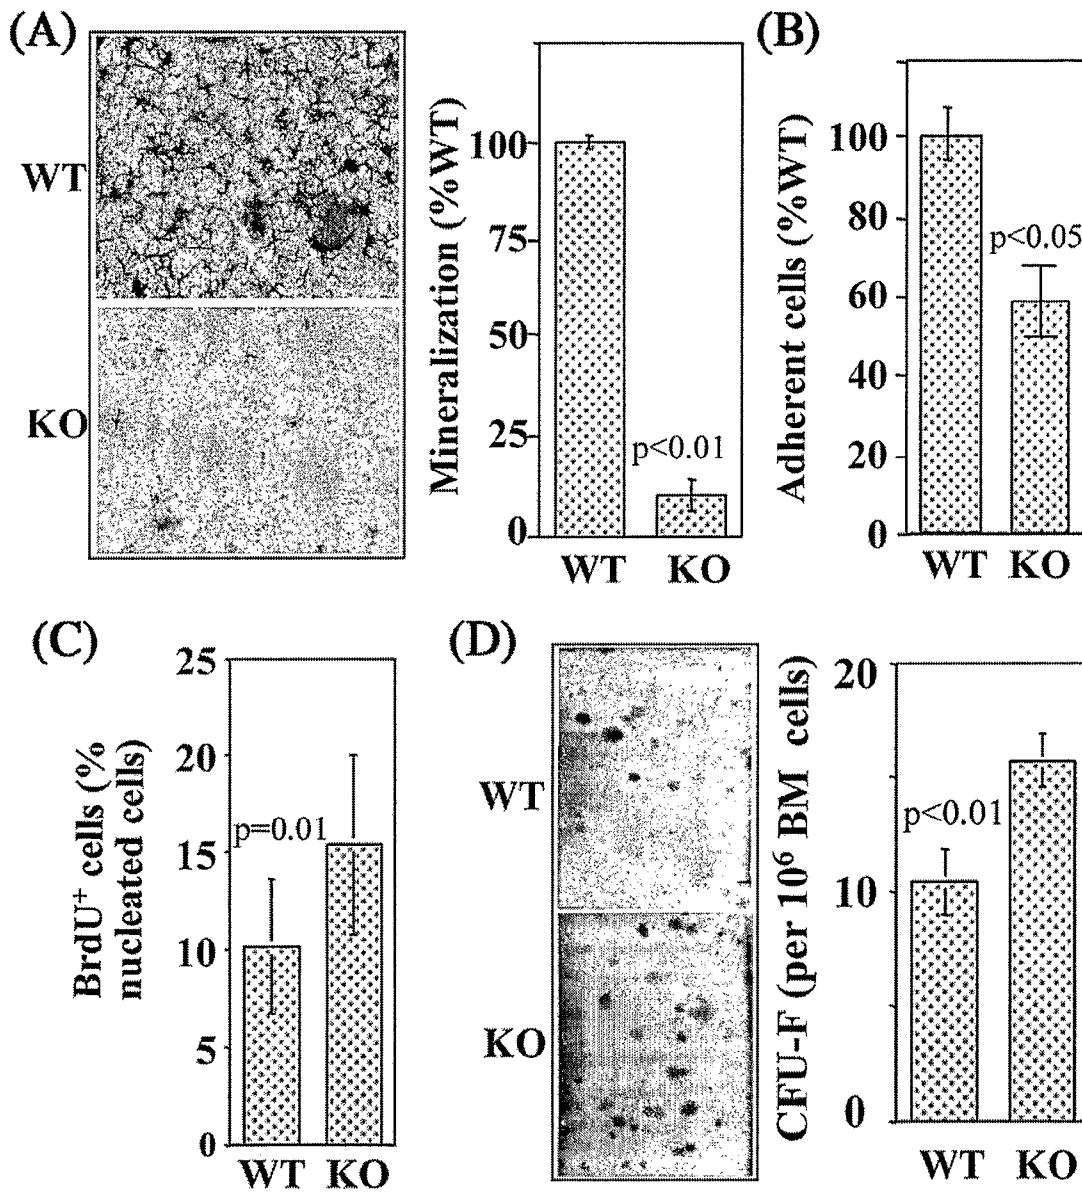 (A)
WT
KO
Mineralization (%WT)
100
75
50
25
0
p<0.01
WT KO
(B)
Adherent cells (%WT)
100
80
60
40
20
0
p<0.05
WT KO
(C)
BrdU⁺ cells (%
nucleated cells)
25
20
15
10
5
0
p=0.01
WT KO
(D)
WT
KO
CFU-F (per 10⁶ BM cells)
20
10
0
p<0.01
WT KO